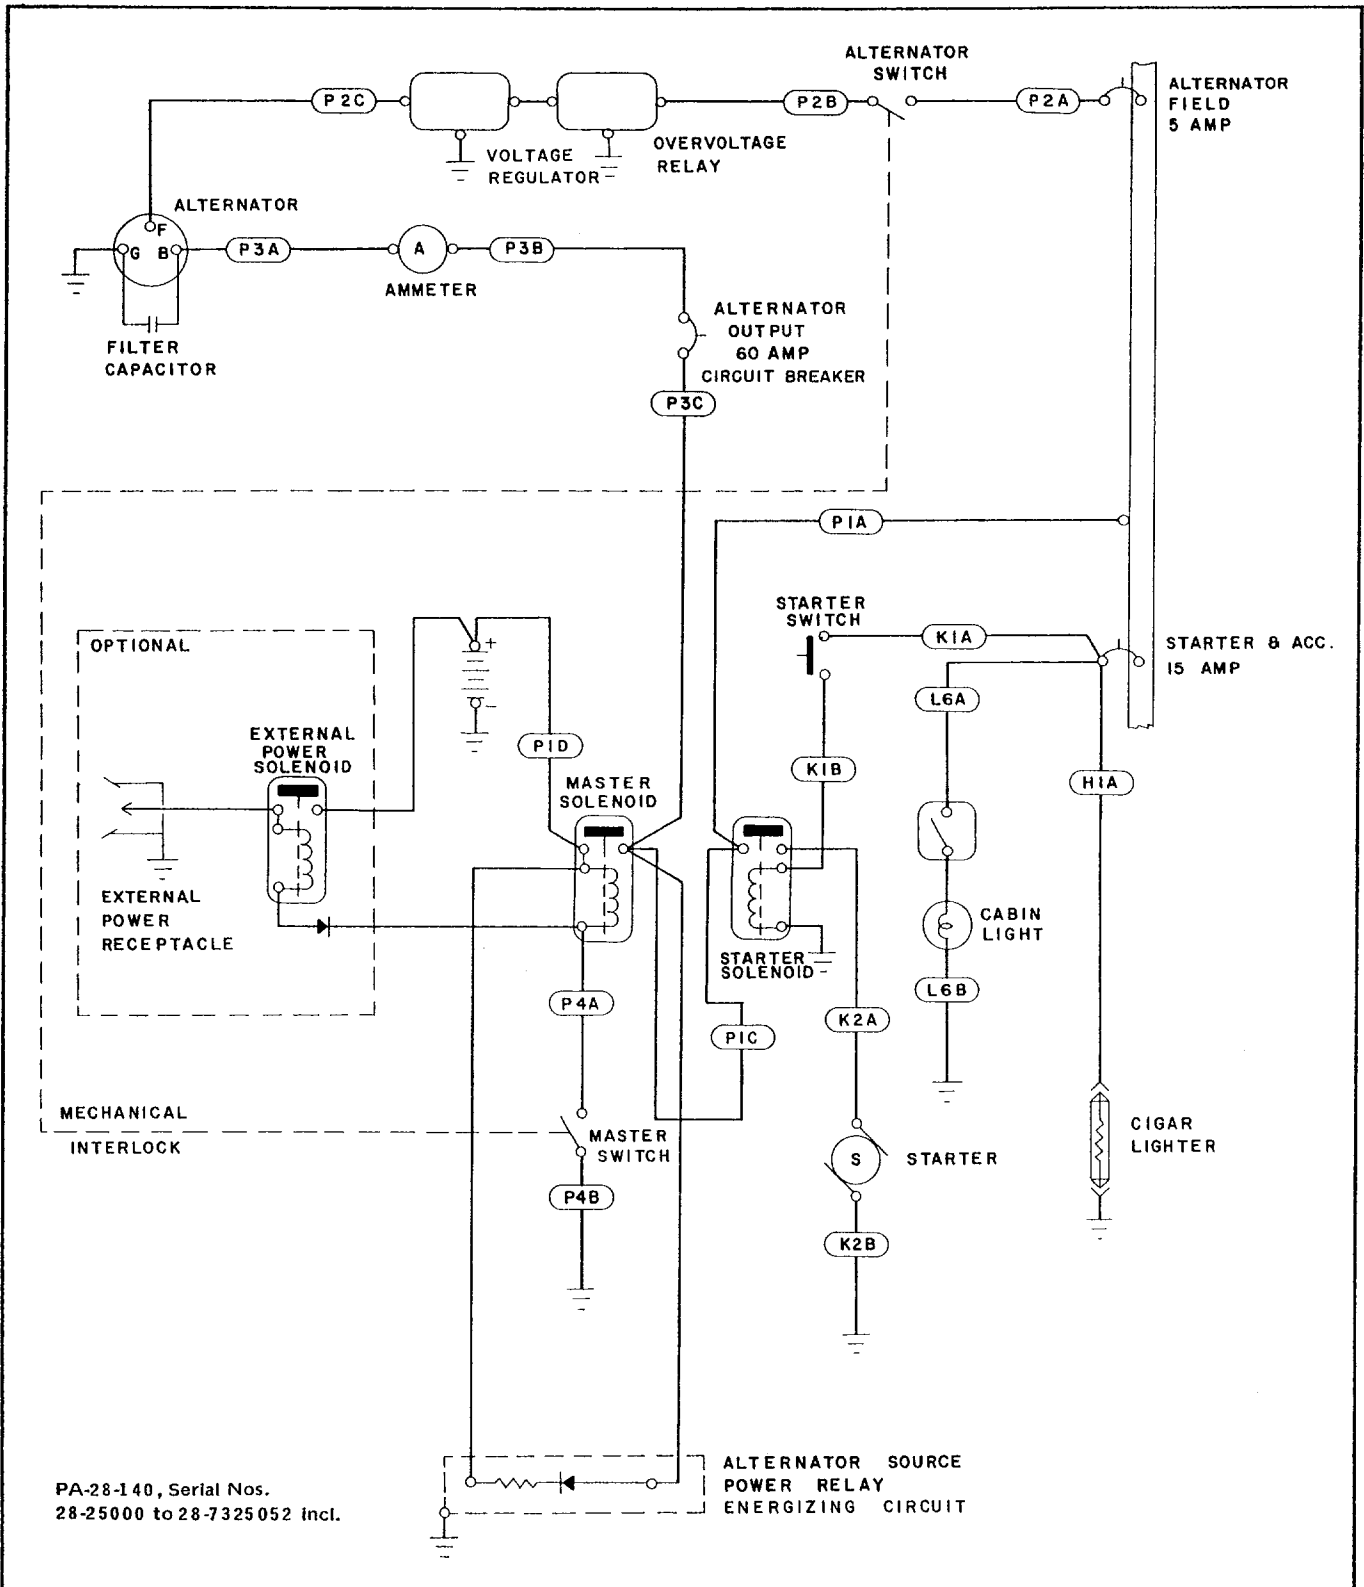 ALTERNATOR
SWITCH
P2C
P2B
P2A
ALTERNATOR
FIELD
5 AMP
VOLTAGE
REGULATOR
OVERVOLTAGE
RELAY
ALTERNATOR
F
G
B
P3A
A
P3B
AMMETER
FILTER
CAPACITOR
ALTERNATOR
OUTPUT
60 AMP
CIRCUIT BREAKER
P3C
P1A
STARTER
SWITCH
K1A
STARTER & ACC.
15 AMP
OPTIONAL
+
-
L6A
EXTERNAL
POWER
SOLENOID
P1D
K1B
H1A
MASTER
SOLENOID
EXTERNAL
POWER
RECEPTACLE
CABIN
LIGHT
STARTER
SOLENOID
L6B
P4A
P1C
K2A
MECHANICAL
INTERLOCK
MASTER
SWITCH
S
STARTER
CIGAR
LIGHTER
P4B
K2B
ALTERNATOR SOURCE
POWER RELAY
ENERGIZING CIRCUIT
PA-28-140, Serial Nos.
28-25000 to 28-7325052 incl.